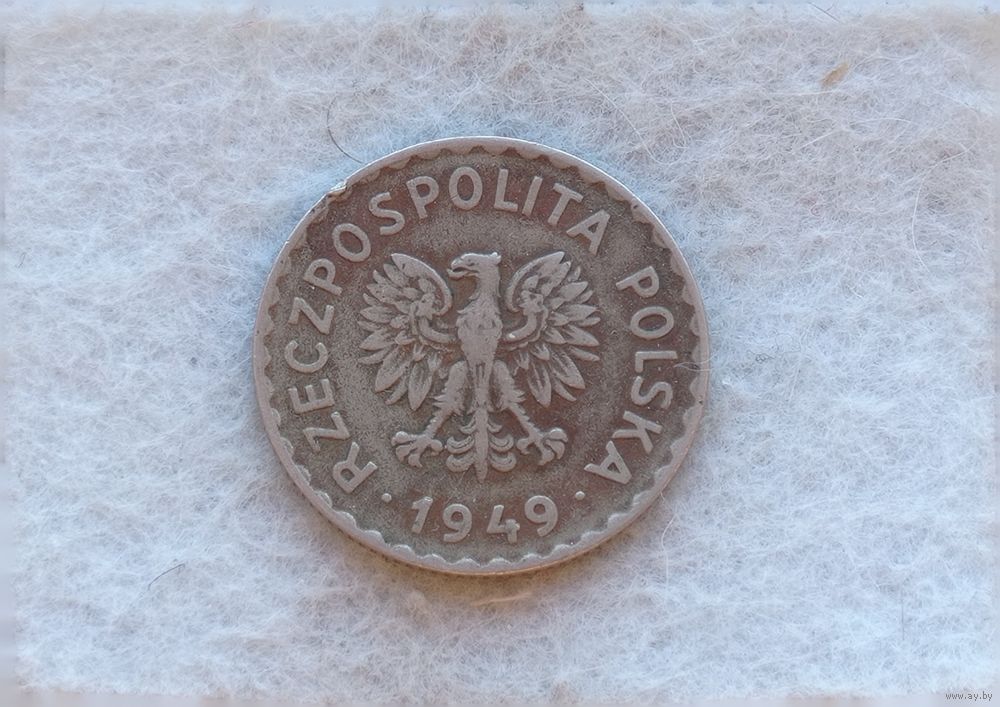 RZECZPOSPOLITA POLSKA
· 1949 ·
www.ay.by